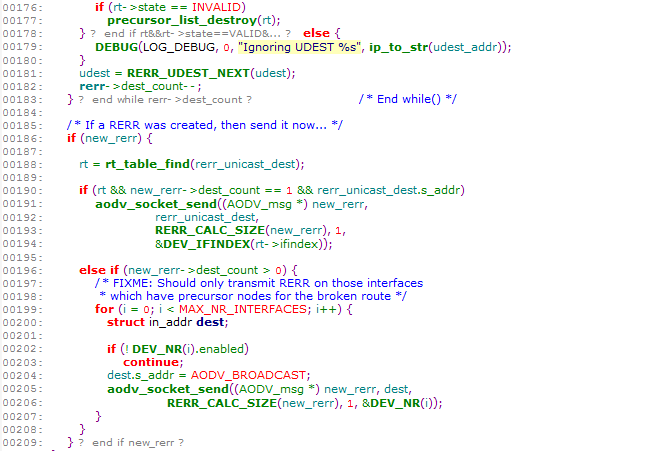 00176: if (rt->state == INVALID)
00177: precursor_list_destroy(rt);
00178: } ? end if rt&&rt->state==VALID&... ? else {
00179: DEBUG(LOG_DEBUG, 0, "Ignoring UDEST %s", ip_to_str(udest_addr));
00180: }
00181: udest = RERR_UDEST_NEXT(udest);
00182: rerr->dest_count--;
00183: } ? end while rerr->dest_count ? /* End while() */
00184:
00185: /* If a RERR was created, then send it now... */
00186: if (new_rerr) {
00187:
00188: rt = rt_table_find(rerr_unicast_dest);
00189:
00190: if (rt && new_rerr->dest_count == 1 && rerr_unicast_dest.s_addr)
00191: aodv_socket_send((AODV_msg *) new_rerr,
00192: rerr_unicast_dest,
00193: RERR_CALC_SIZE(new_rerr), 1,
00194: &DEV_IFINDEX(rt->ifindex));
00195:
00196: else if (new_rerr->dest_count > 0) {
00197: /* FIXME: Should only transmit RERR on those interfaces
00198: * which have precursor nodes for the broken route */
00199: for (i = 0; i < MAX_NR_INTERFACES; i++) {
00200: struct in_addr dest;
00201:
00202: if (! DEV_NR(i).enabled)
00203: continue;
00204: dest.s_addr = AODV_BROADCAST;
00205: aodv_socket_send((AODV_msg *) new_rerr, dest,
00206: RERR_CALC_SIZE(new_rerr), 1, &DEV_NR(i));
00207: }
00208: }
00209: } ? end if new_rerr ?